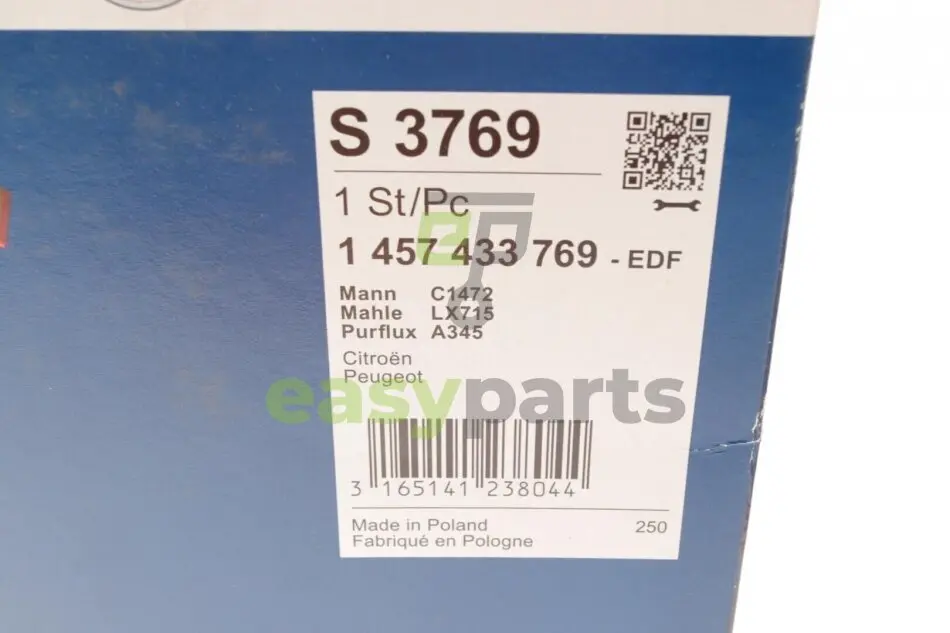 S 3769
1 St/Pc
1 457 433 769 - EDF
Mann C1472
Mahle LX715
Purflux A345
Citroën
Peugeot
easyparts
3 165141 238044
Made in Poland 250
Fabriqué en Pologne